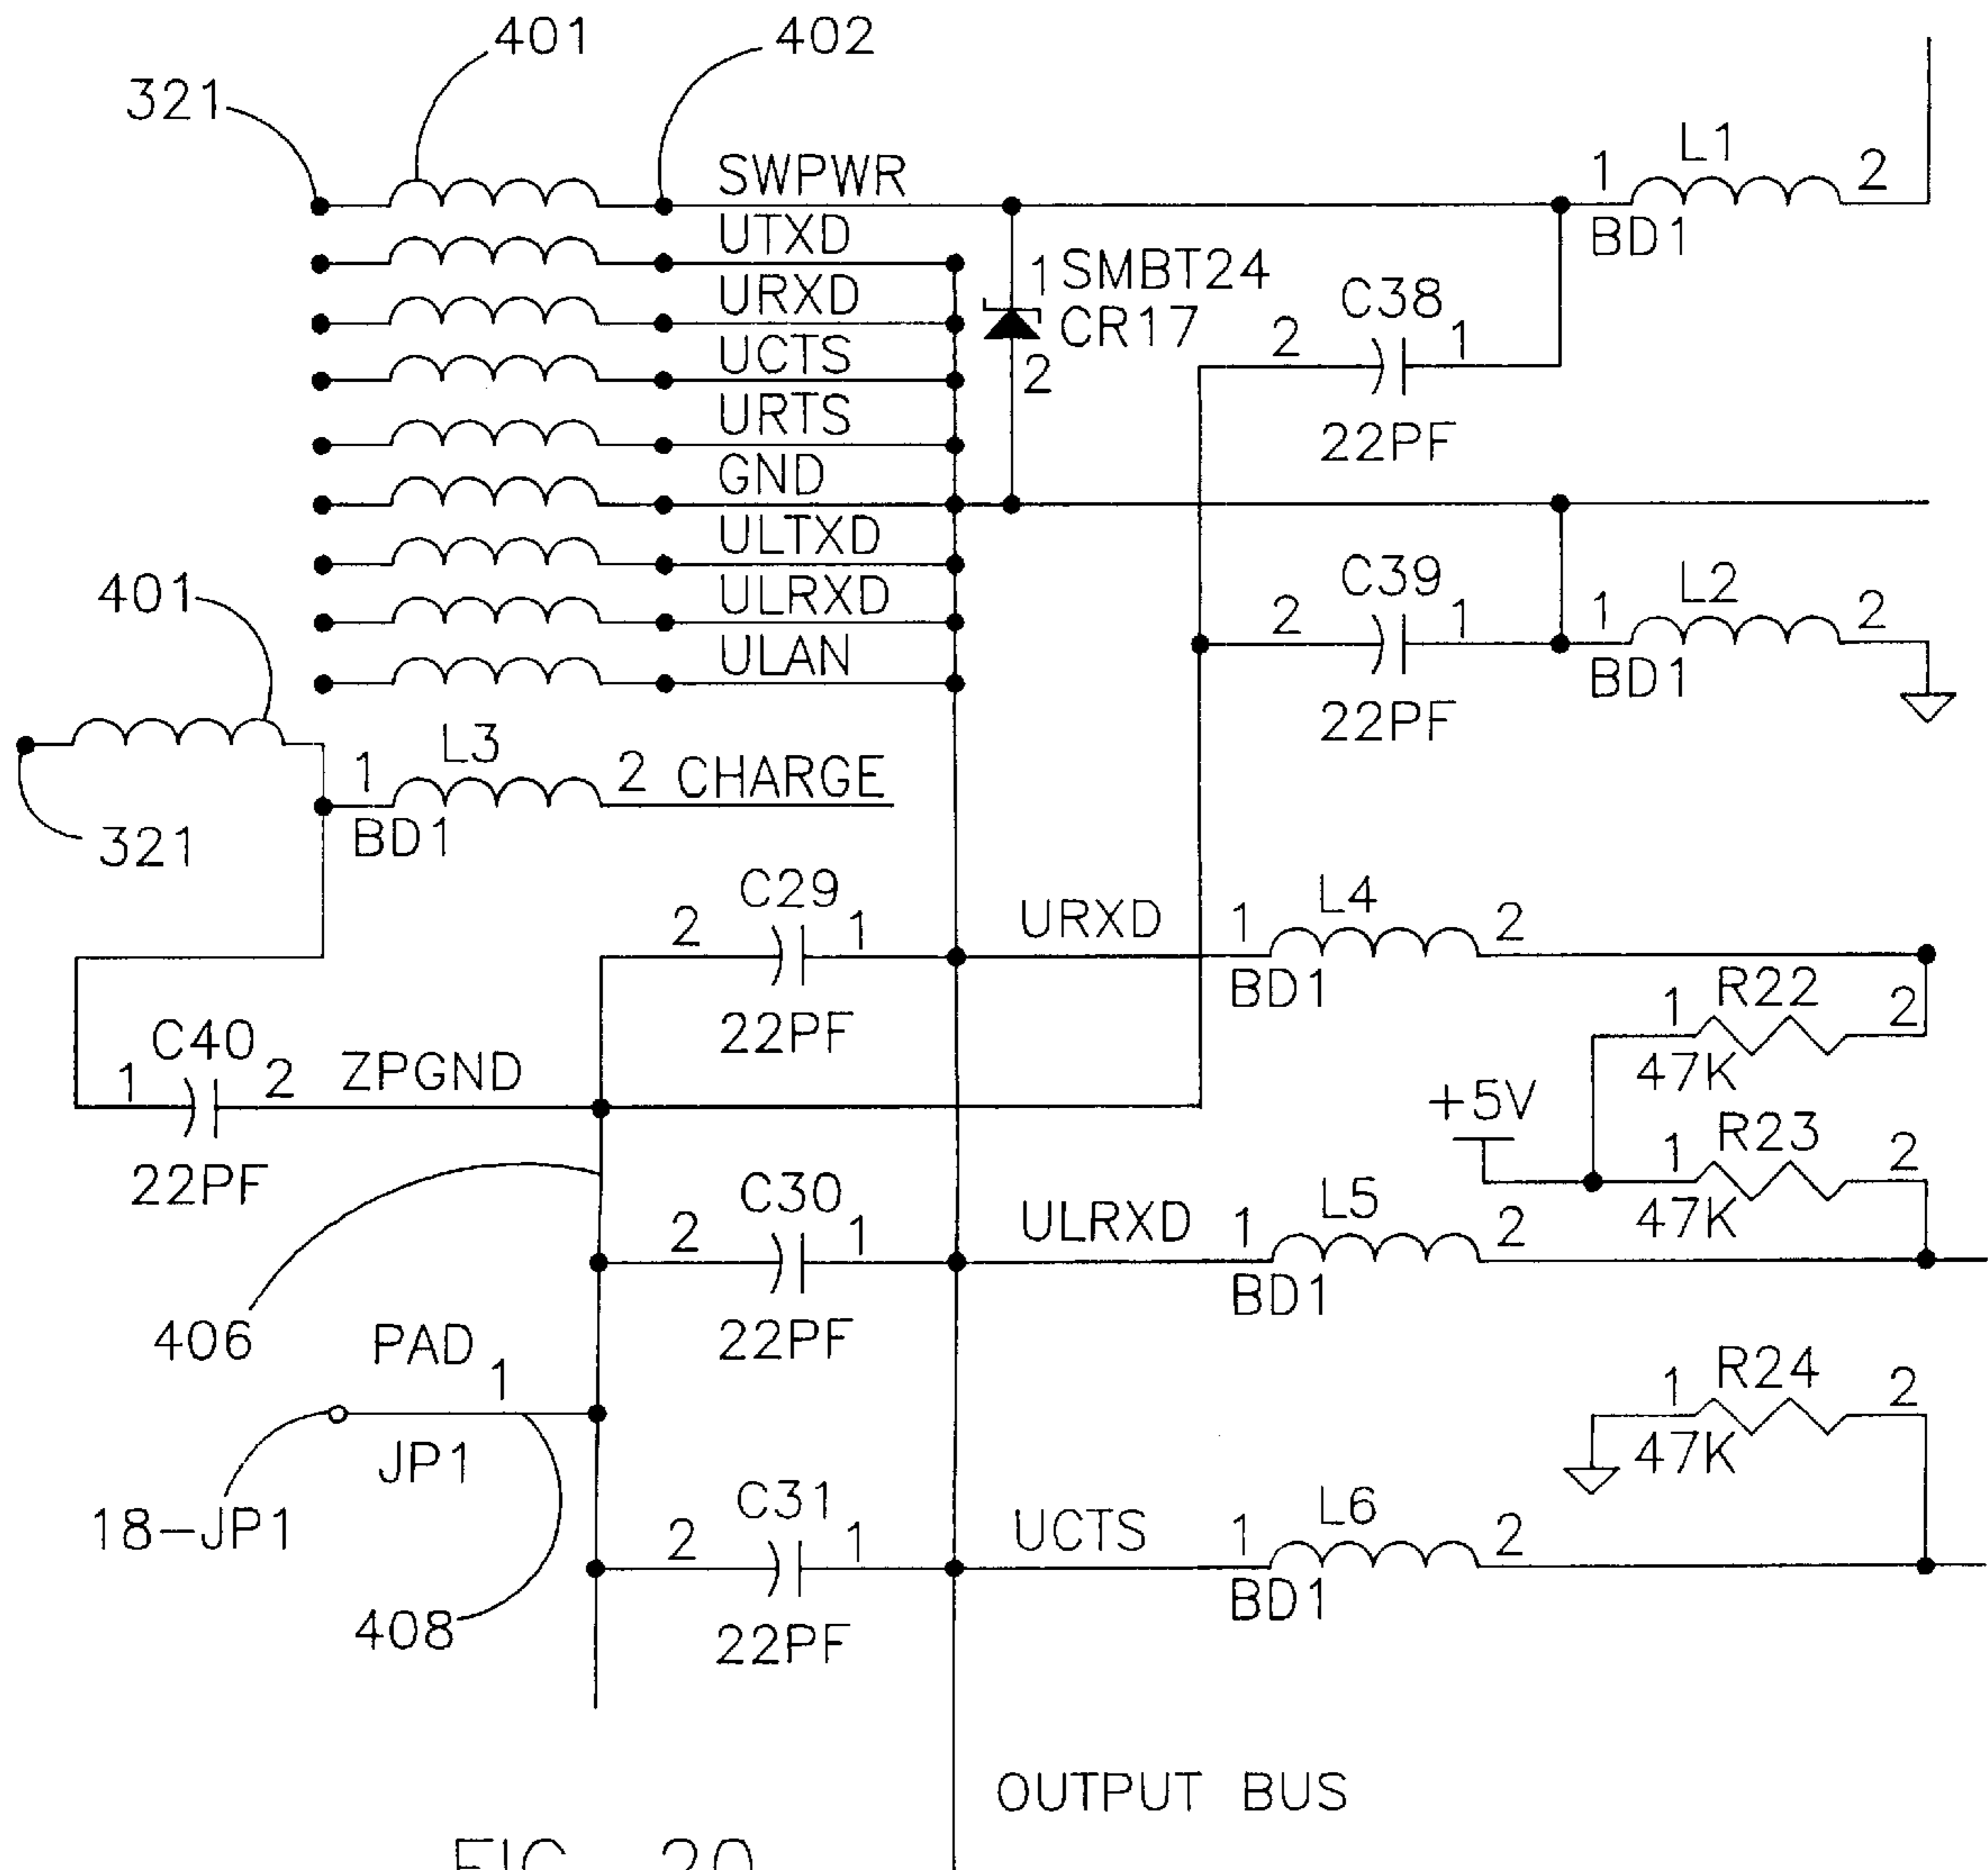 401
402
321
SWPWR
1
L1
2
BD1
UTXD
URXD
UCTS
URTS
GND
ULTXD
ULRXD
ULAN
1
SMBT24
CR17
2
2
C38
1
22PF
2
C39
1
22PF
1
L2
2
BD1
401
321
1
L3
2
CHARGE
BD1
2
C29
1
22PF
URXD
1
L4
2
BD1
1
R22
2
47K
C40
1
2
ZPGND
22PF
+5V
1
R23
2
47K
2
C30
1
22PF
ULRXD
1
L5
2
BD1
406
PAD
1
JP1
18-JP1
1
R24
2
47K
2
C31
1
22PF
UCTS
1
L6
2
BD1
408
OUTPUT BUS
FIG. 20